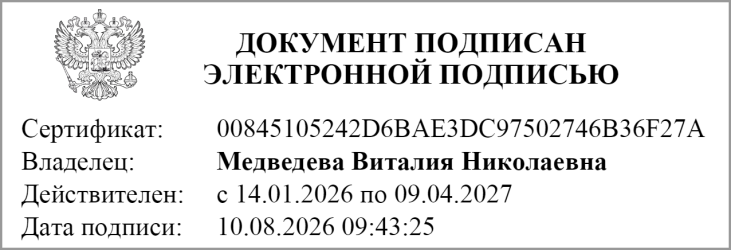 ДОКУМЕНТ ПОДПИСАН
ЭЛЕКТРОННОЙ ПОДПИСЬЮ
Сертификат: 00845105242D6BAE3DC97502746B36F27A
Владелец: Медведева Виталия Николаевна
Действителен: с 14.01.2026 по 09.04.2027
Дата подписи: 10.08.2026 09:43:25